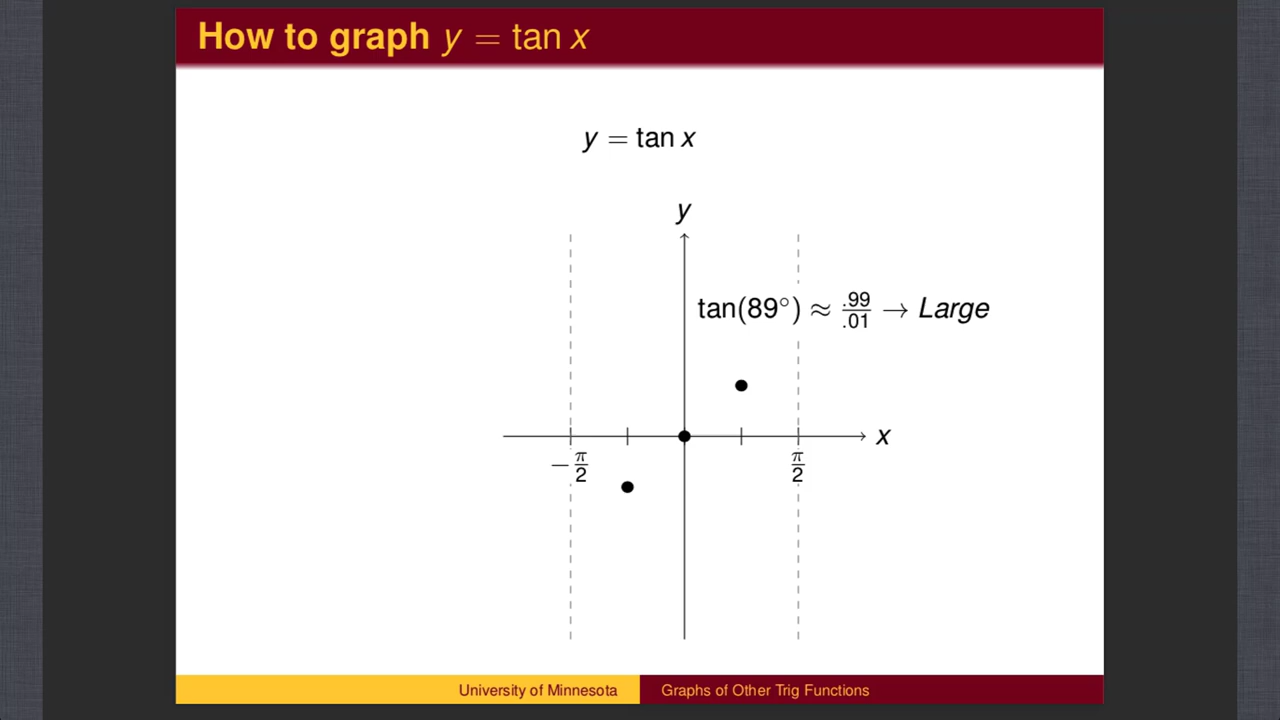 How to graph y = tan x
y = tan x
y
tan(89°) ≈ .99/.01 → Large
x
−π/2
π/2
University of Minnesota
Graphs of Other Trig Functions